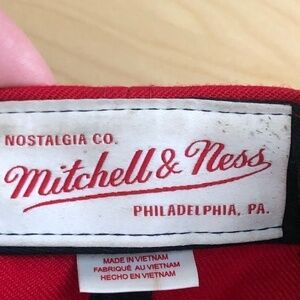 NOSTALGIA CO.
Mitchell & Ness
PHILADELPHIA, PA.
MADE IN VIETNAM
FABRIQUÉ AU VIETNAM
HECHO EN VIETNAM